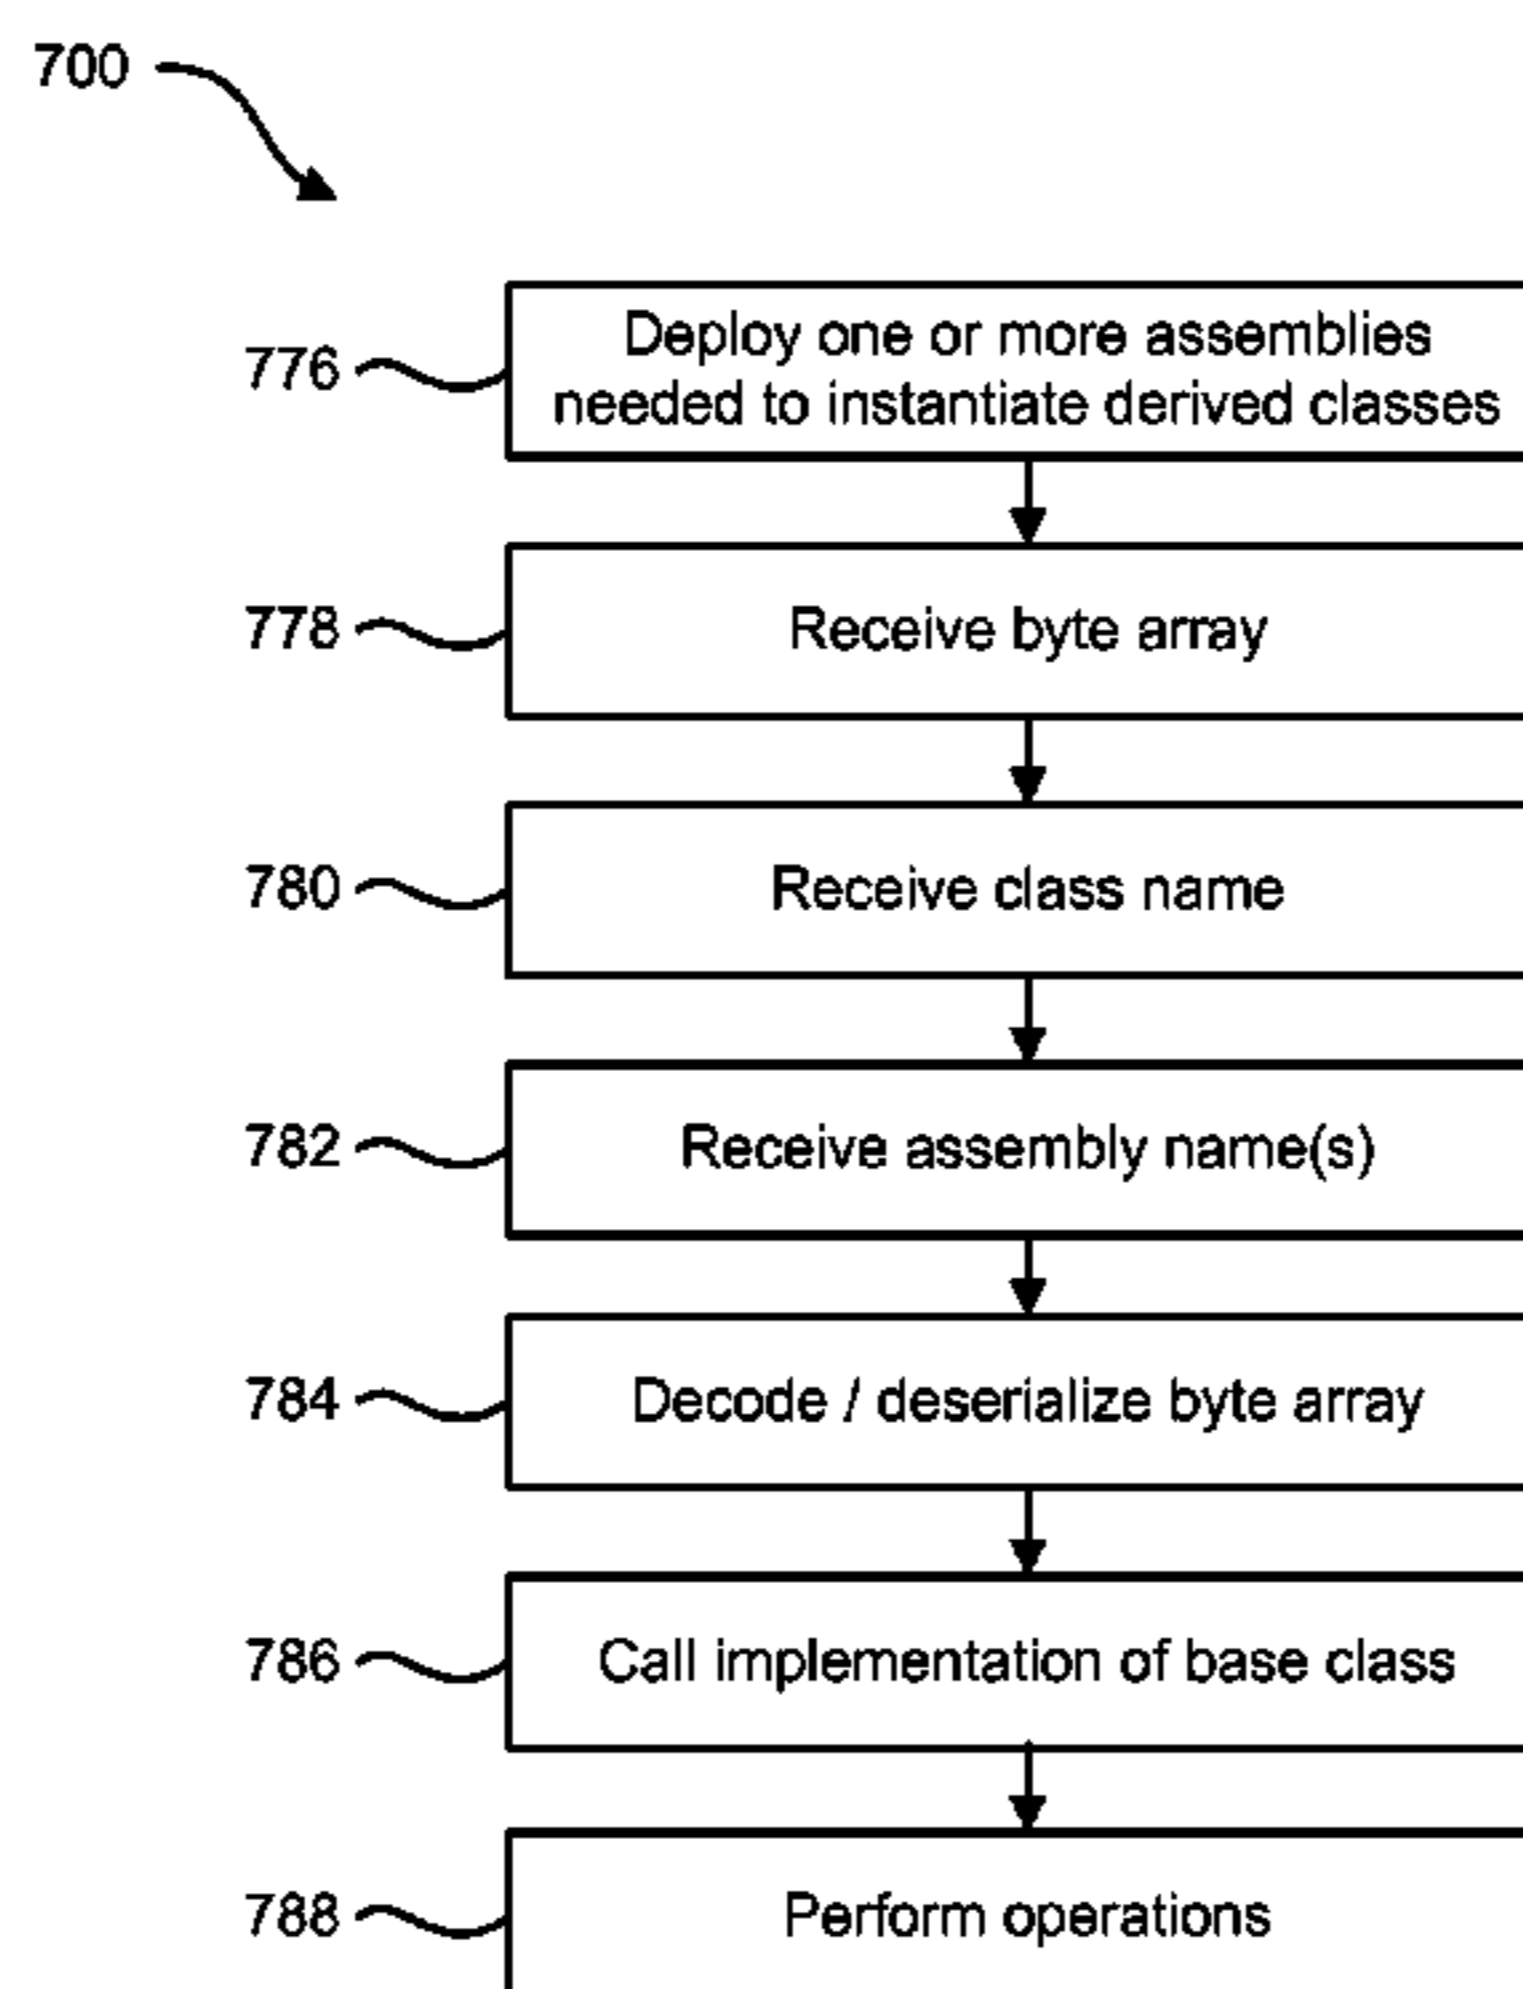 700
776
Deploy one or more assemblies
needed to instantiate derived classes
778
Receive byte array
780
Receive class name
782
Receive assembly name(s)
784
Decode / deserialize byte array
786
Call implementation of base class
788
Perform operations